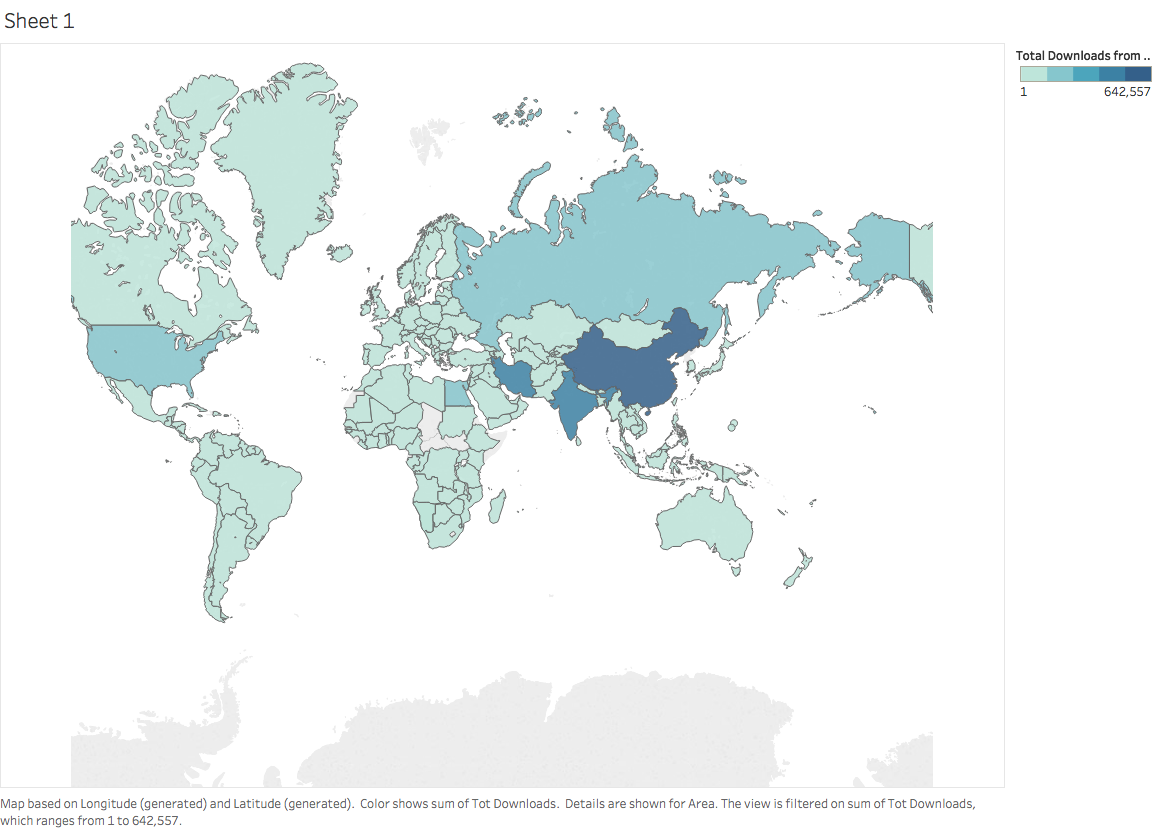 Sheet 1
Total Downloads from ..
1 642,557
Map based on Longitude (generated) and Latitude (generated).  Color shows sum of Tot Downloads.  Details are shown for Area. The view is filtered on sum of Tot Downloads,
which ranges from 1 to 642,557.